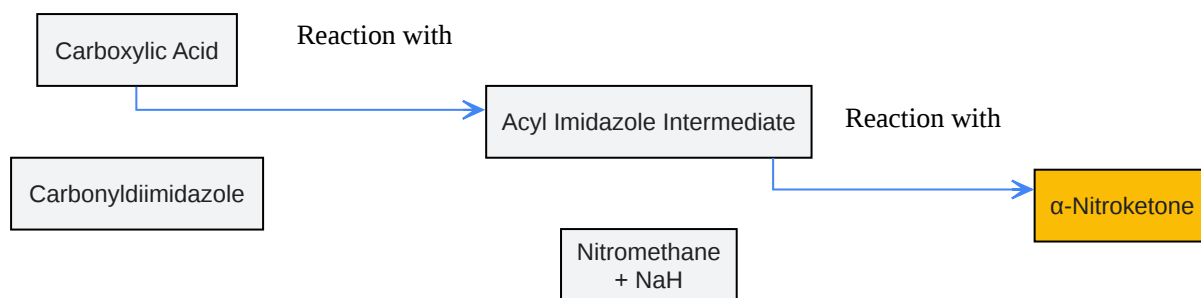 Carboxylic Acid
Reaction with
Acyl Imidazole Intermediate
Reaction with
Carbonyldiimidazole
α-Nitroketone
Nitromethane
+ NaH